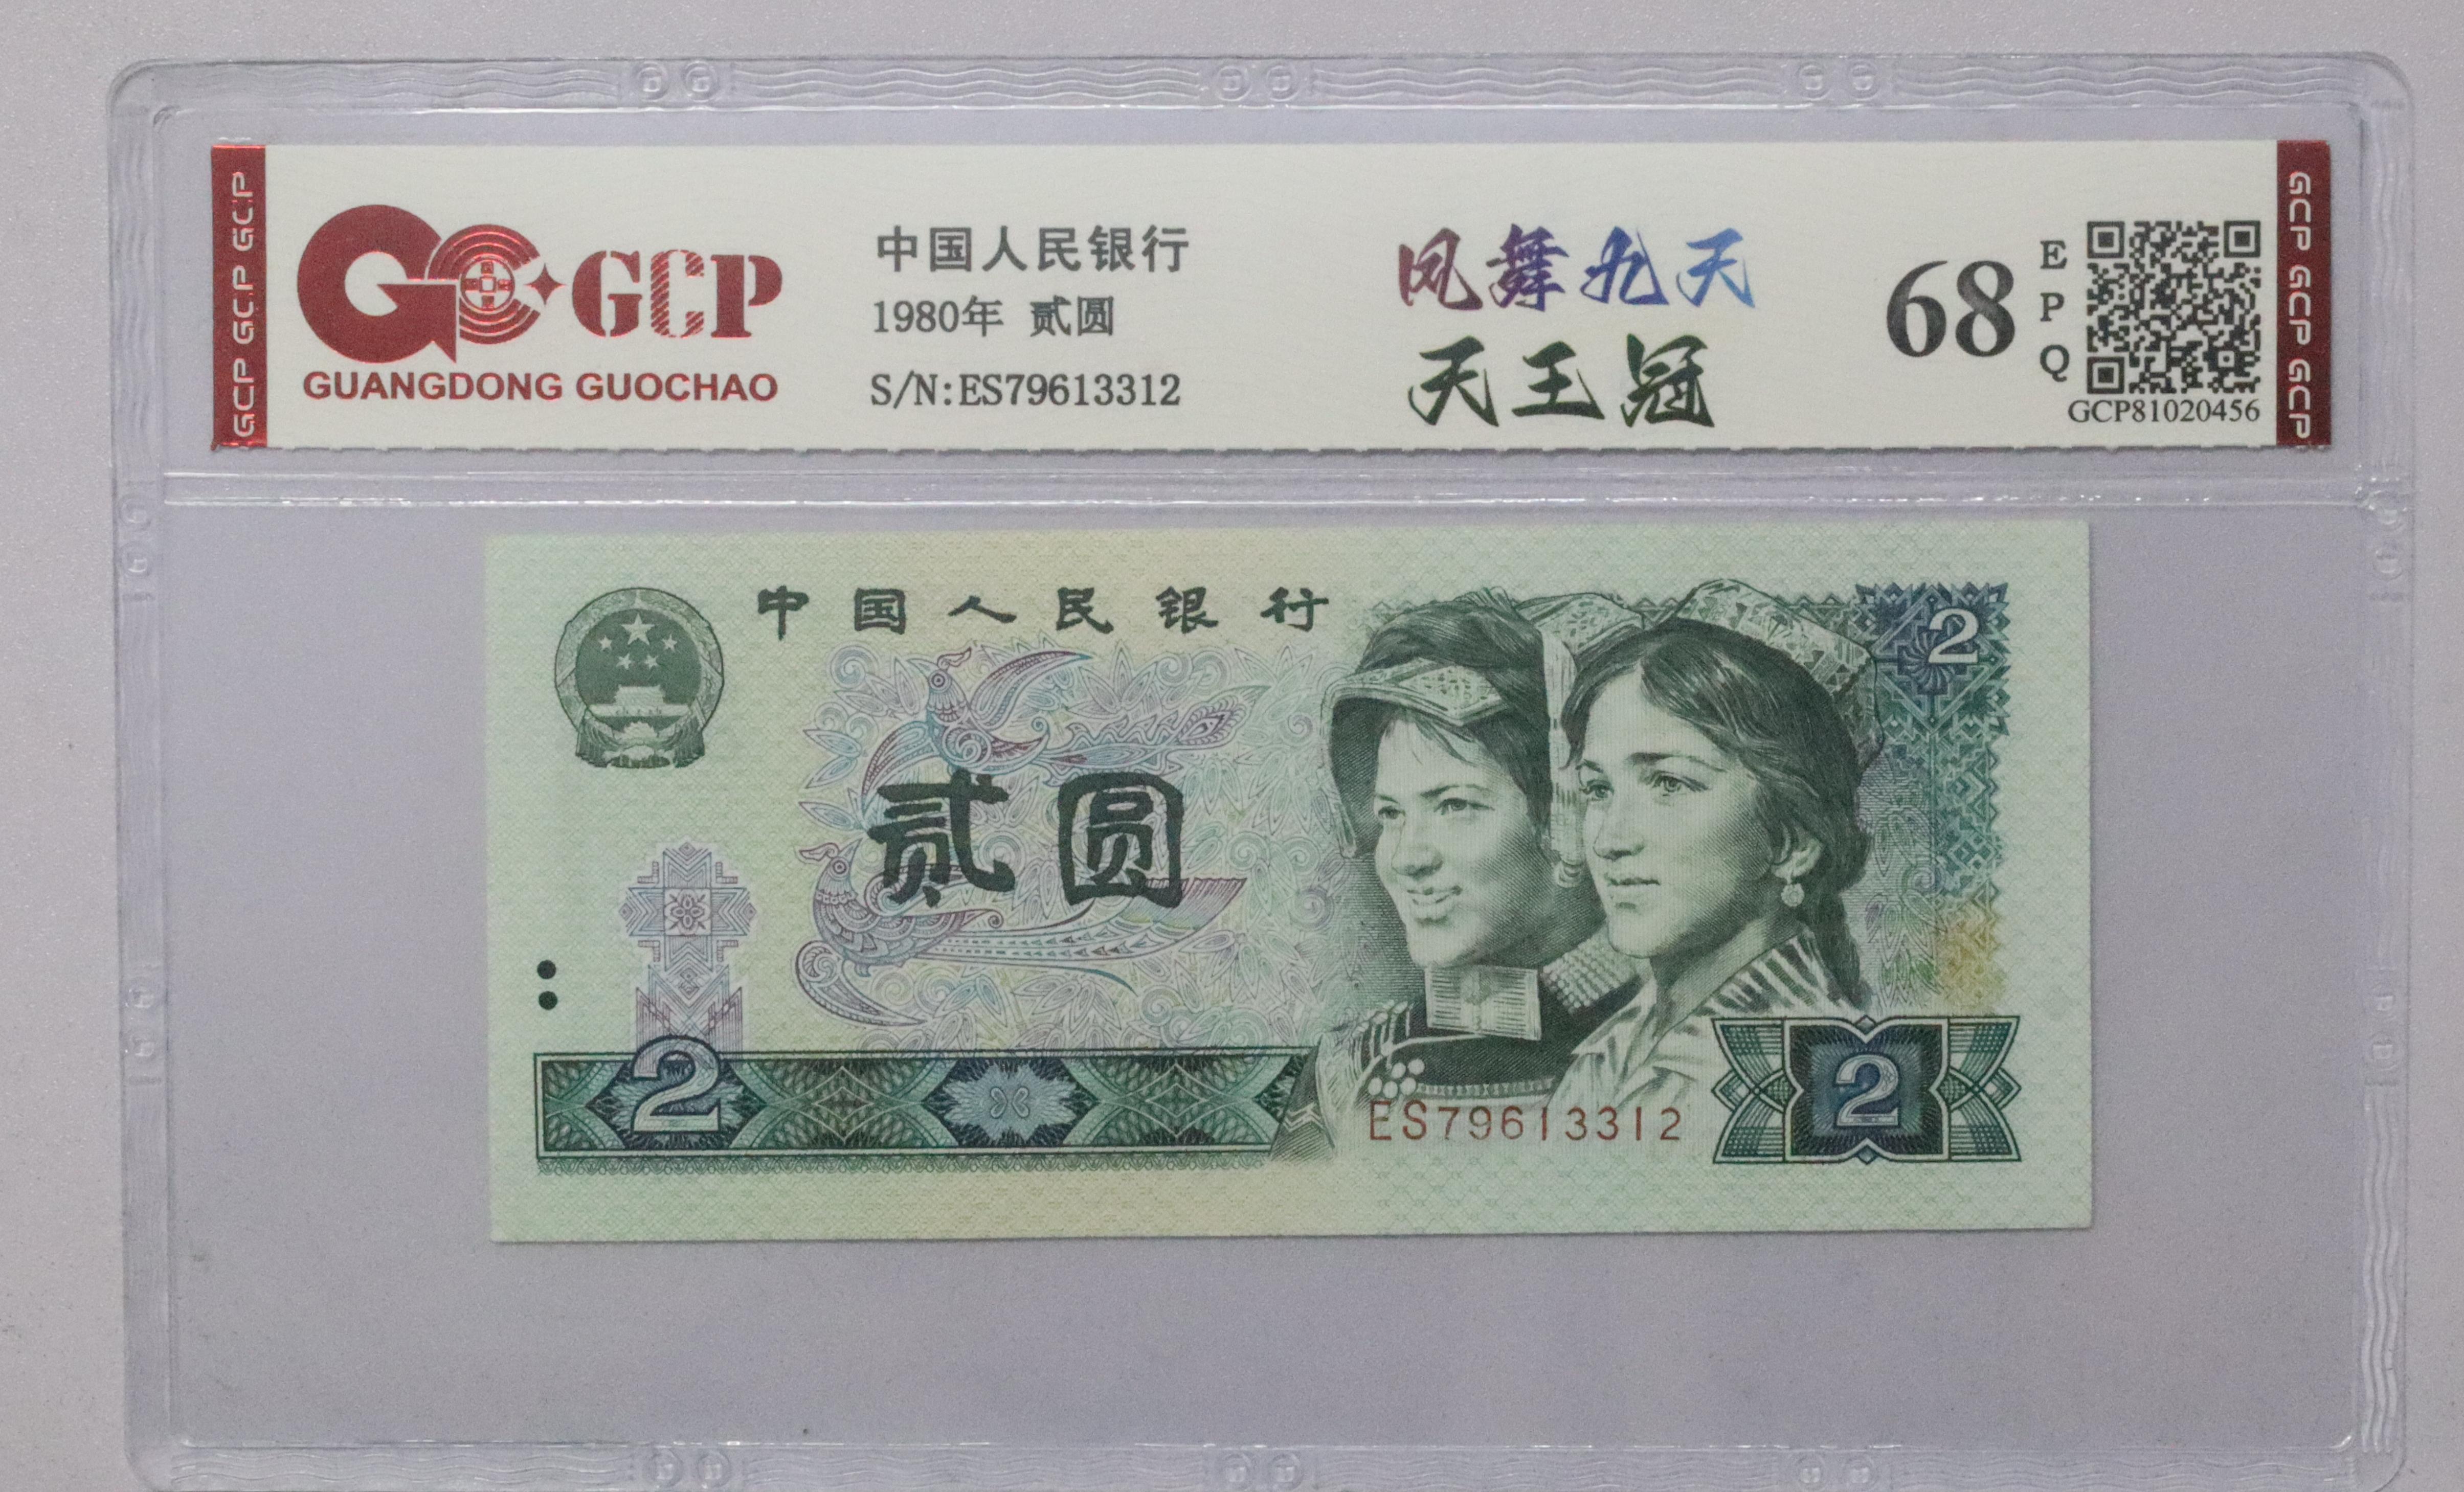 GCP GCP GCP
GCP
GUANGDONG GUOCHAO
中国人民银行
1980年 贰圆
S/N:ES79613312
凤舞九天
天王冠
68
E
P
Q
GCP81020456
GCP GCP GCP
中国人民银行
2
贰圆
2
ES79613312
2